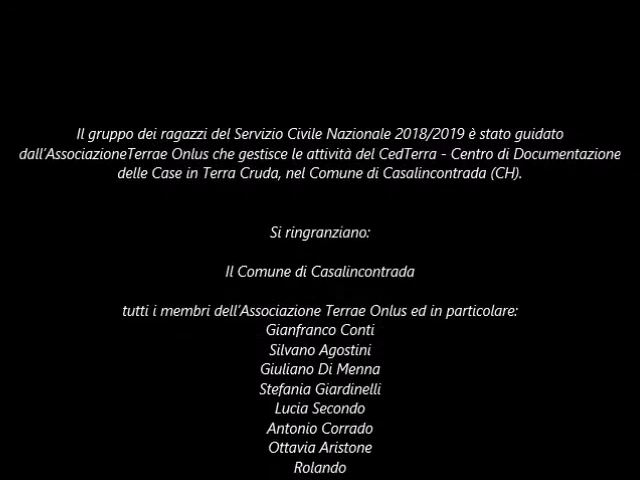 Il gruppo dei ragazzi del Servizio Civile Nazionale 2018/2019 è stato guidato
dall'AssociazioneTerrae Onlus che gestisce le attività del CedTerra - Centro di Documentazione
delle Case in Terra Cruda, nel Comune di Casalincontrada (CH).
Si ringranziano:
Il Comune di Casalincontrada
tutti i membri dell'Associazione Terrae Onlus ed in particolare:
Gianfranco Conti
Silvano Agostini
Giuliano Di Menna
Stefania Giardinelli
Lucia Secondo
Antonio Corrado
Ottavia Aristone
Rolando